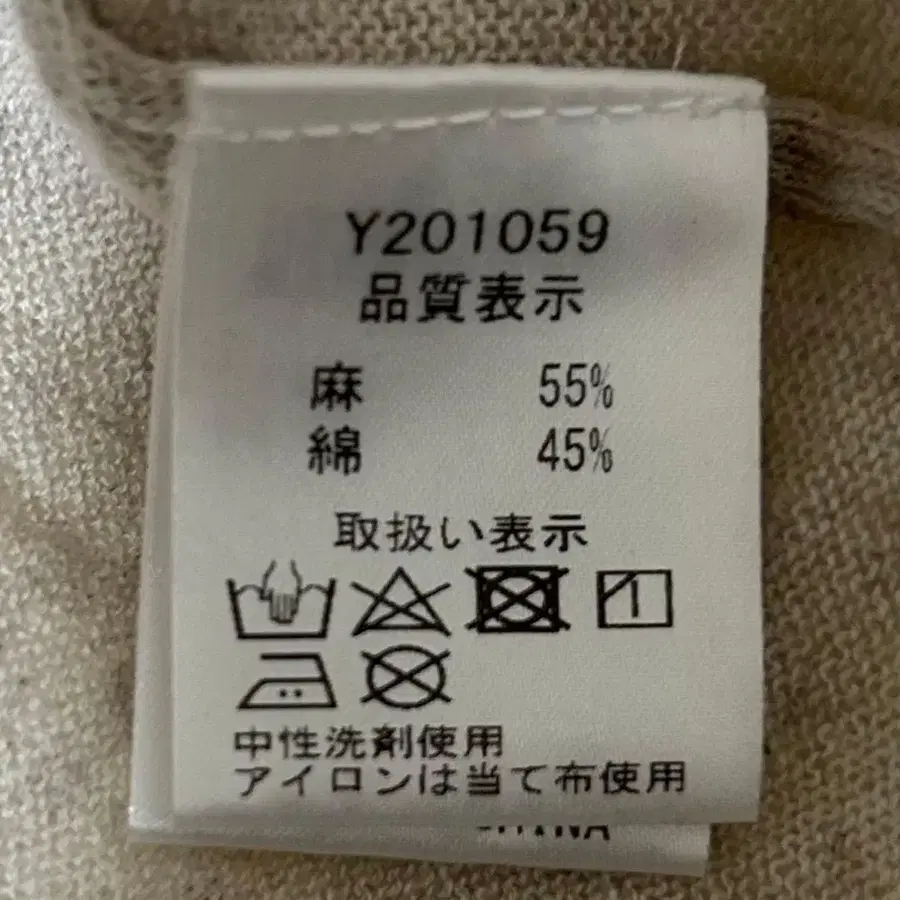 Y201059
品質表示
麻 55%
綿 45%
取扱い表示
中性洗剤使用
アイロンは当て布使用